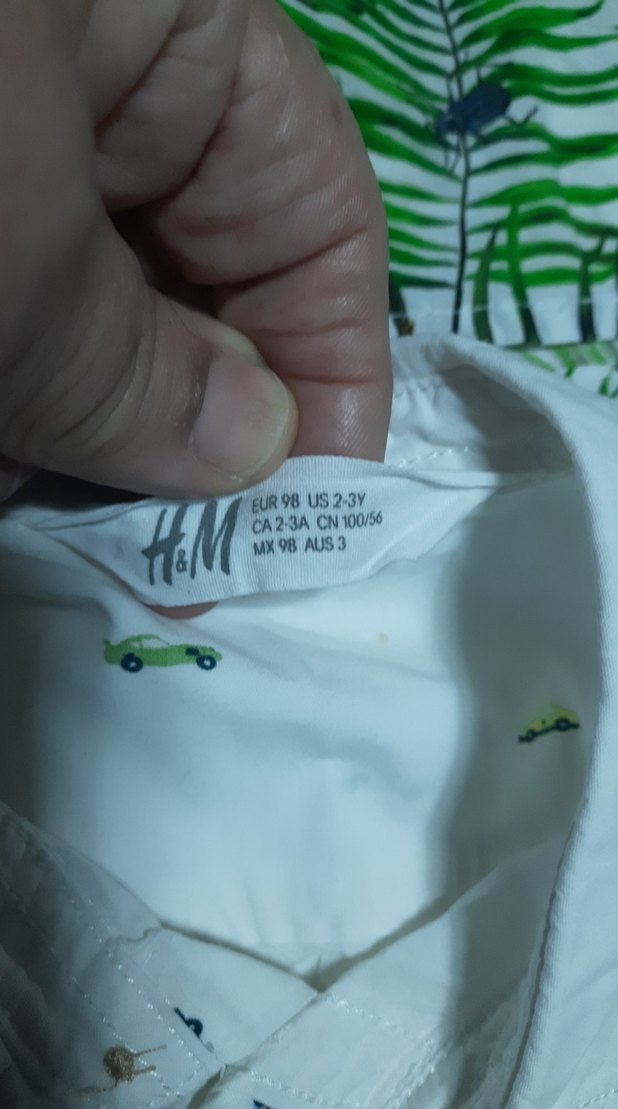 H&M
EUR 98 US 2-3Y
CA 2-3A CN 100/56
MX 98 AUS 3